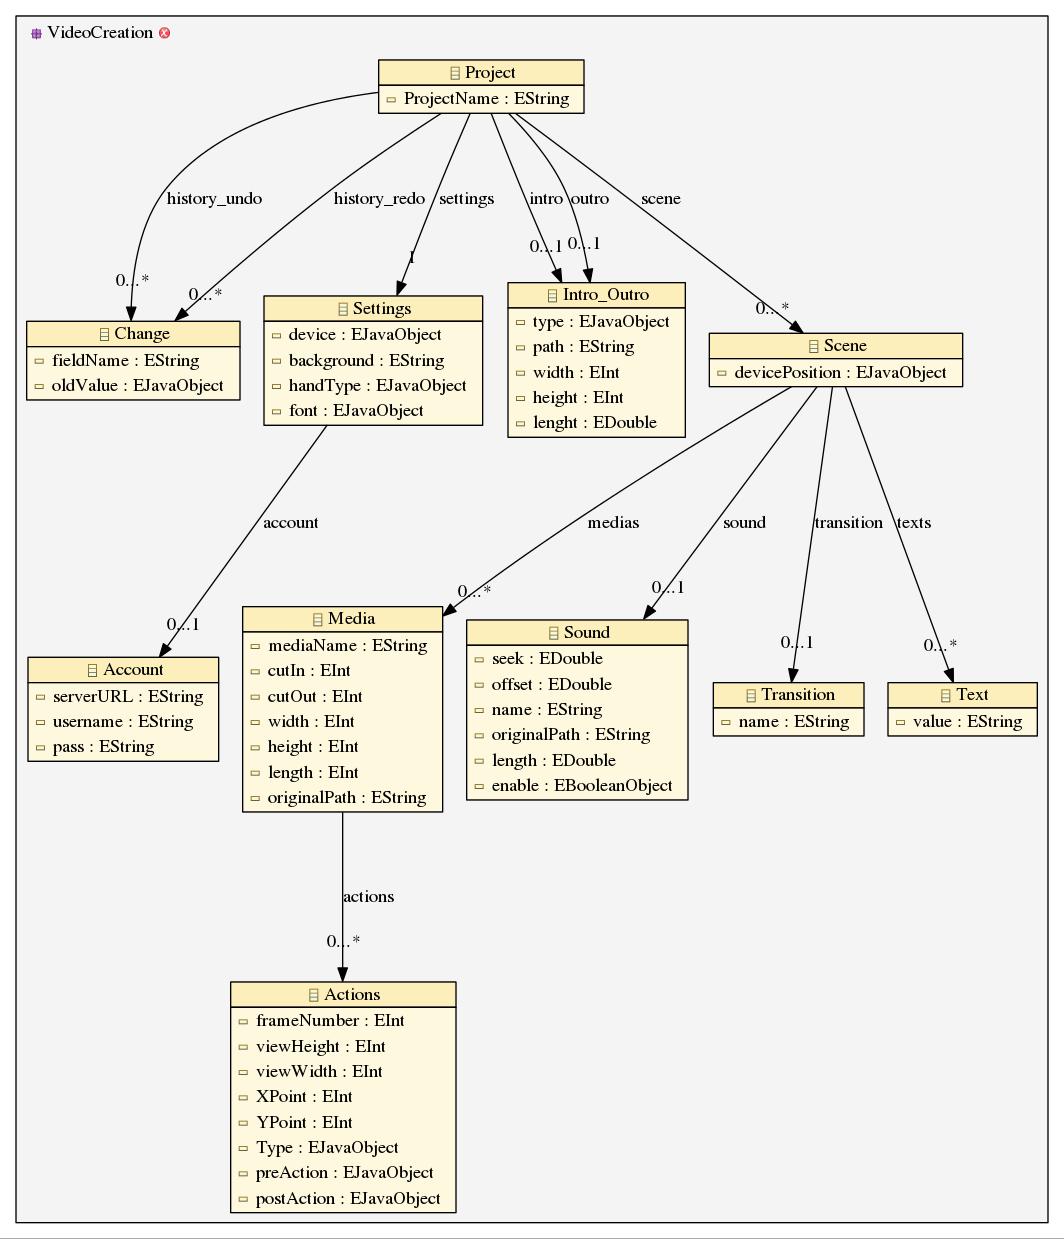 VideoCreation
Project
ProjectName : EString
history_undo
history_redo
settings
intro
outro
scene
0...*
0...*
1
0...1
0...1
0...*
Change
fieldName : EString
oldValue : EJavaObject
Settings
device : EJavaObject
background : EString
handType : EJavaObject
font : EJavaObject
Intro_Outro
type : EJavaObject
path : EString
width : EInt
height : EInt
lenght : EDouble
Scene
devicePosition : EJavaObject
account
medias
sound
transition
texts
0...1
0...*
0...1
0...1
0...*
Account
serverURL : EString
username : EString
pass : EString
Media
mediaName : EString
cutIn : EInt
cutOut : EInt
width : EInt
height : EInt
length : EInt
originalPath : EString
Sound
seek : EDouble
offset : EDouble
name : EString
originalPath : EString
length : EDouble
enable : EBooleanObject
Transition
name : EString
Text
value : EString
actions
0...*
Actions
frameNumber : EInt
viewHeight : EInt
viewWidth : EInt
XPoint : EInt
YPoint : EInt
Type : EJavaObject
preAction : EJavaObject
postAction : EJavaObject